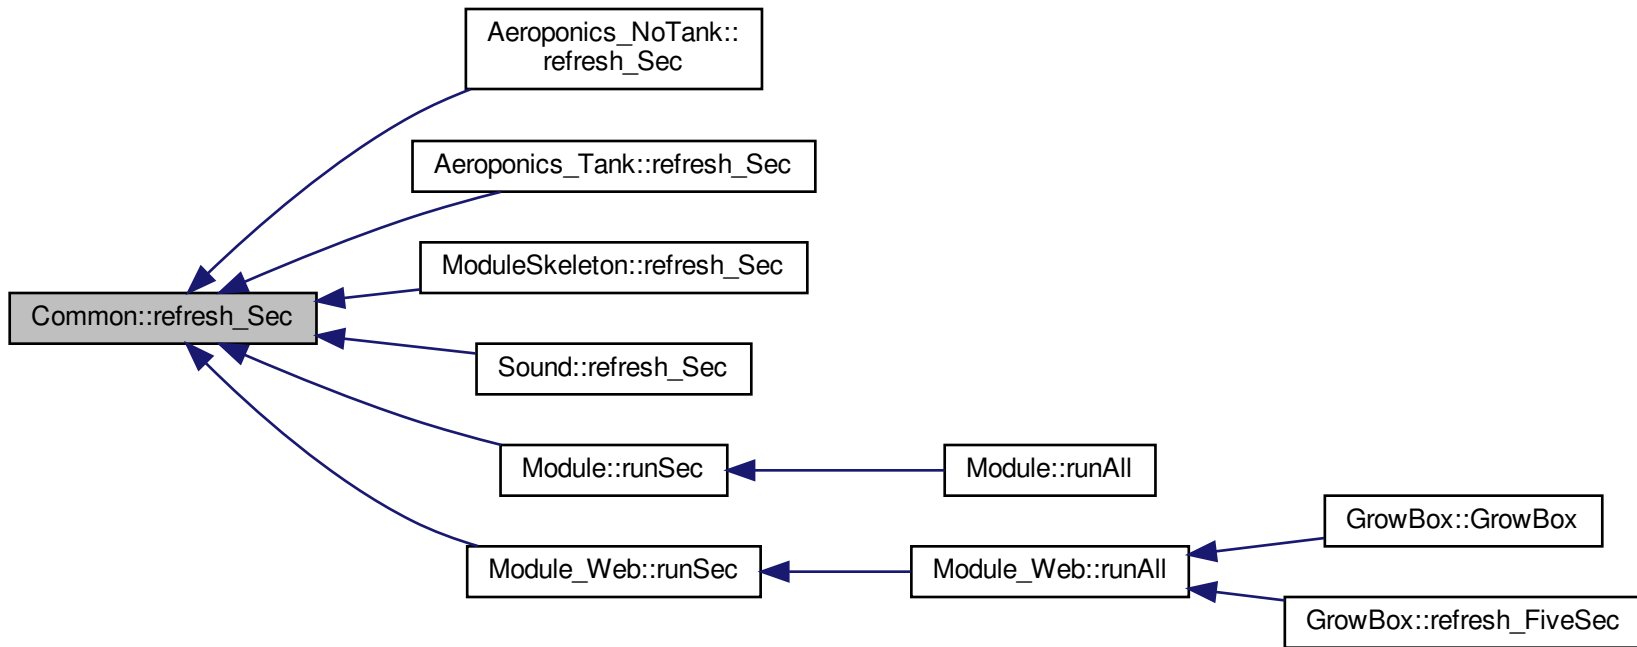 Aeroponics_NoTank::
refresh_Sec
Aeroponics_Tank::refresh_Sec
ModuleSkeleton::refresh_Sec
Common::refresh_Sec
Sound::refresh_Sec
Module::runSec
Module::runAll
GrowBox::GrowBox
Module_Web::runSec
Module_Web::runAll
GrowBox::refresh_FiveSec